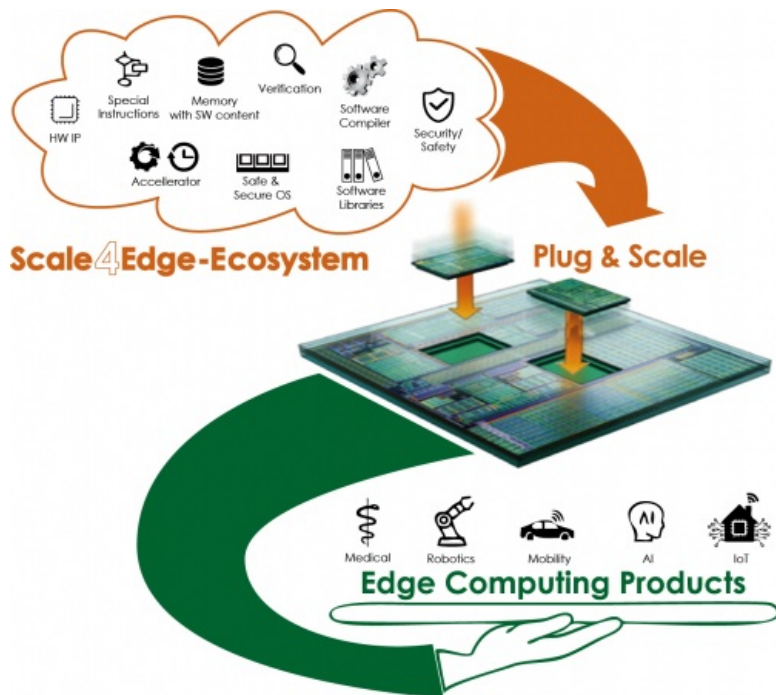 HW IP
Special
Instructions
Memory
with SW content
Verification
Software
Compiler
Security/
Safety
Accellerator
Safe &
Secure OS
Software
Libraries
Scale4Edge-Ecosystem
Plug & Scale
Medical
Robotics
Mobility
AI
AI
IoT
Edge Computing Products